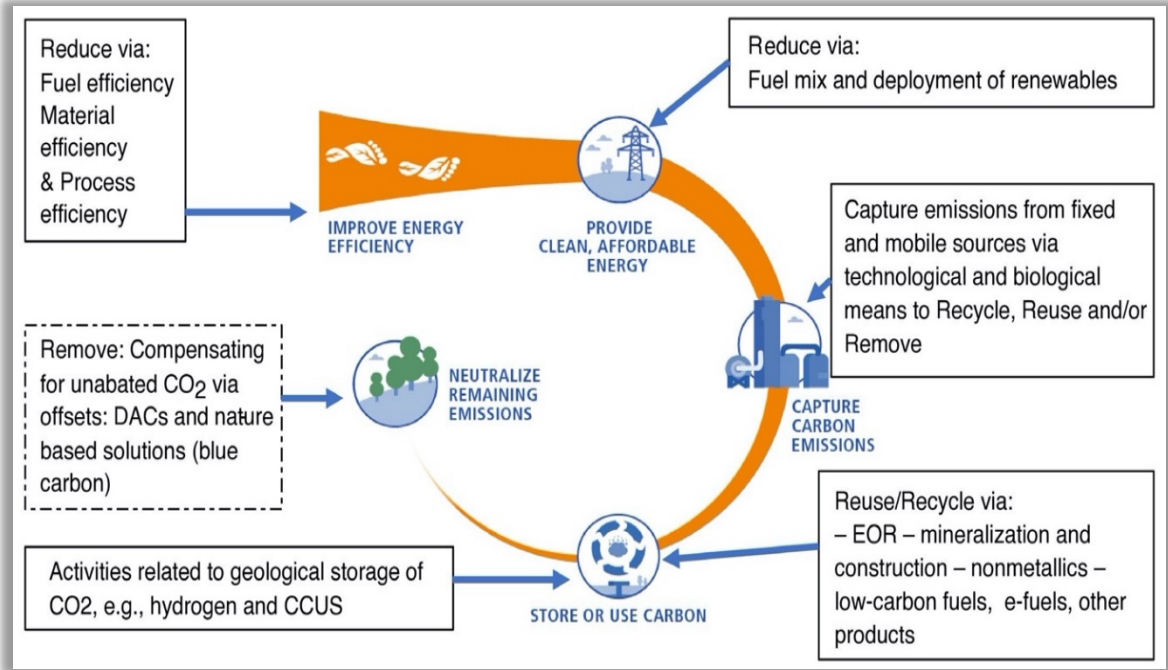 Reduce via:
Fuel efficiency
Material
efficiency
& Process
efficiency
Reduce via:
Fuel mix and deployment of renewables
IMPROVE ENERGY
EFFICIENCY
PROVIDE
CLEAN, AFFORDABLE
ENERGY
Capture emissions from fixed
and mobile sources via
technological and biological
means to Recycle, Reuse and/or
Remove
Remove: Compensating
for unabated CO₂ via
offsets: DACs and nature-
based solutions (blue
carbon)
NEUTRALIZE
REMAINING
EMISSIONS
CAPTURE
CARBON
EMISSIONS
Reuse/Recycle via:
– EOR – mineralization and
construction – nonmetallics –
low-carbon fuels, e-fuels, other
products
Activities related to geological storage of
CO2, e.g., hydrogen and CCUS
STORE OR USE CARBON